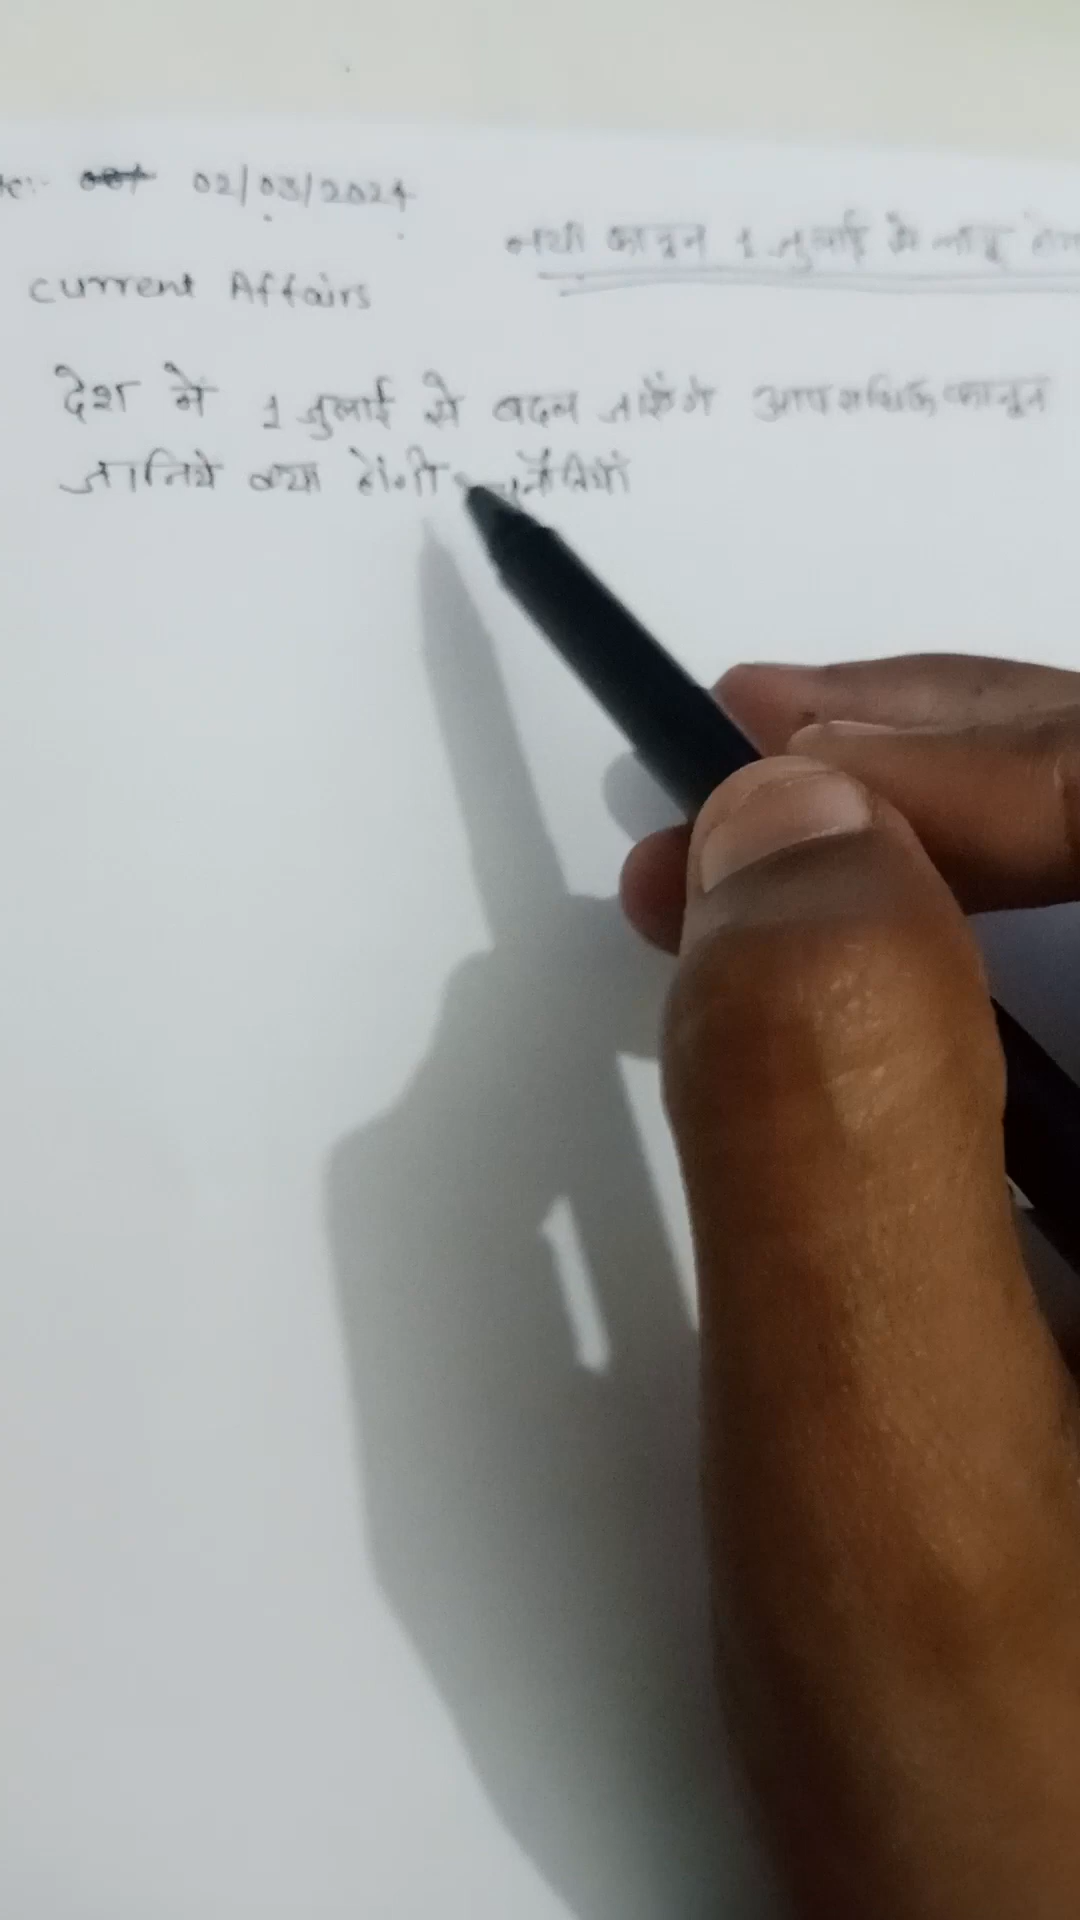 02/03/2024
नयी कानून 1 जुलाई से लागू
Current Affairs
देश में 1 जुलाई से बदल जाऐंगे आपराधिक कानून
जानिये क्या होंगी चुनौतियां